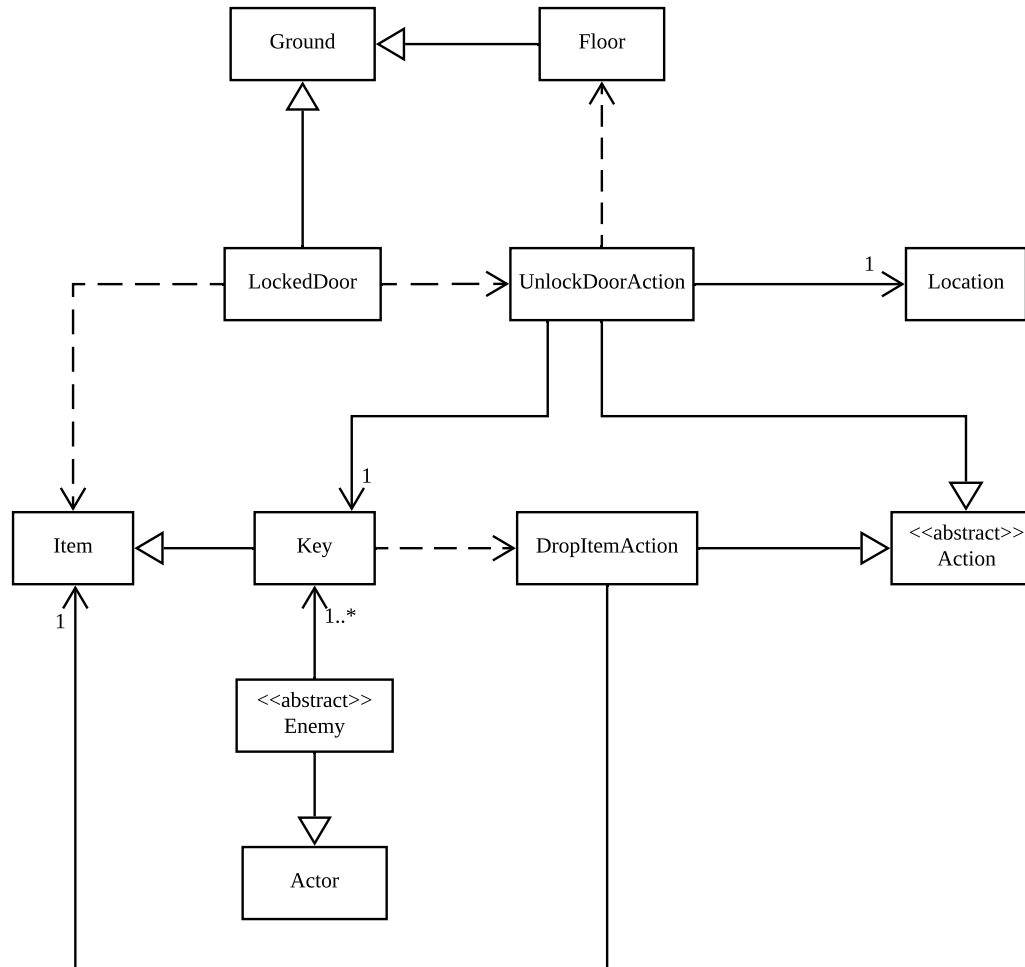 Ground
Floor
LockedDoor
UnlockDoorAction
1
Location
1
Item
Key
DropItemAction
<<abstract>>
Action
1
1..*
<<abstract>>
Enemy
Actor